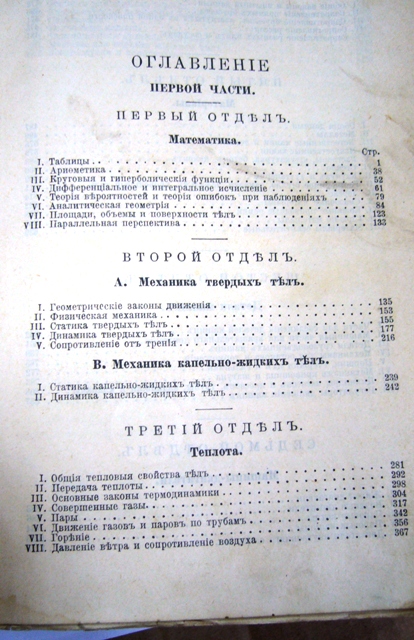 ОГЛАВЛЕНІЕ
ПЕРВОЙ ЧАСТИ.
ПЕРВЫЙ ОТДѢЛЪ.
Математика.
Стр.
I. Таблицы 1
II. Ариѳметика 38
III. Круговыя и гиперболическія функціи 52
IV. Дифференціальное и интегральное исчисленіе 61
V. Теорія вѣроятностей и теорія ошибокъ при наблюденіяхъ 79
VI. Аналитическая геометрія 84
VII. Площади, объемы и поверхности тѣлъ 123
VIII. Параллельная перспектива 133
ВТОРОЙ ОТДѢЛЪ.
А. Механика твердыхъ тѣлъ.
I. Геометрическіе законы движенія 135
II. Физическая механика 153
III. Статика твердыхъ тѣлъ 155
IV. Динамика твердыхъ тѣлъ 177
V. Сопротивленіе отъ тренія 216
В. Механика капельно-жидкихъ тѣлъ.
I. Статика капельно-жидкихъ тѣлъ 239
II. Динамика капельно-жидкихъ тѣлъ 242
ТРЕТІЙ ОТДѢЛЪ.
Теплота.
I. Общія тепловыя свойства тѣлъ 281
II. Передача теплоты 292
III. Основные законы термодинамики 298
IV. Совершенные газы 304
V. Пары 317
VI. Движеніе газовъ и паровъ по трубамъ 342
VII. Горѣніе 356
VIII. Давленіе вѣтра и сопротивленіе воздуха 367